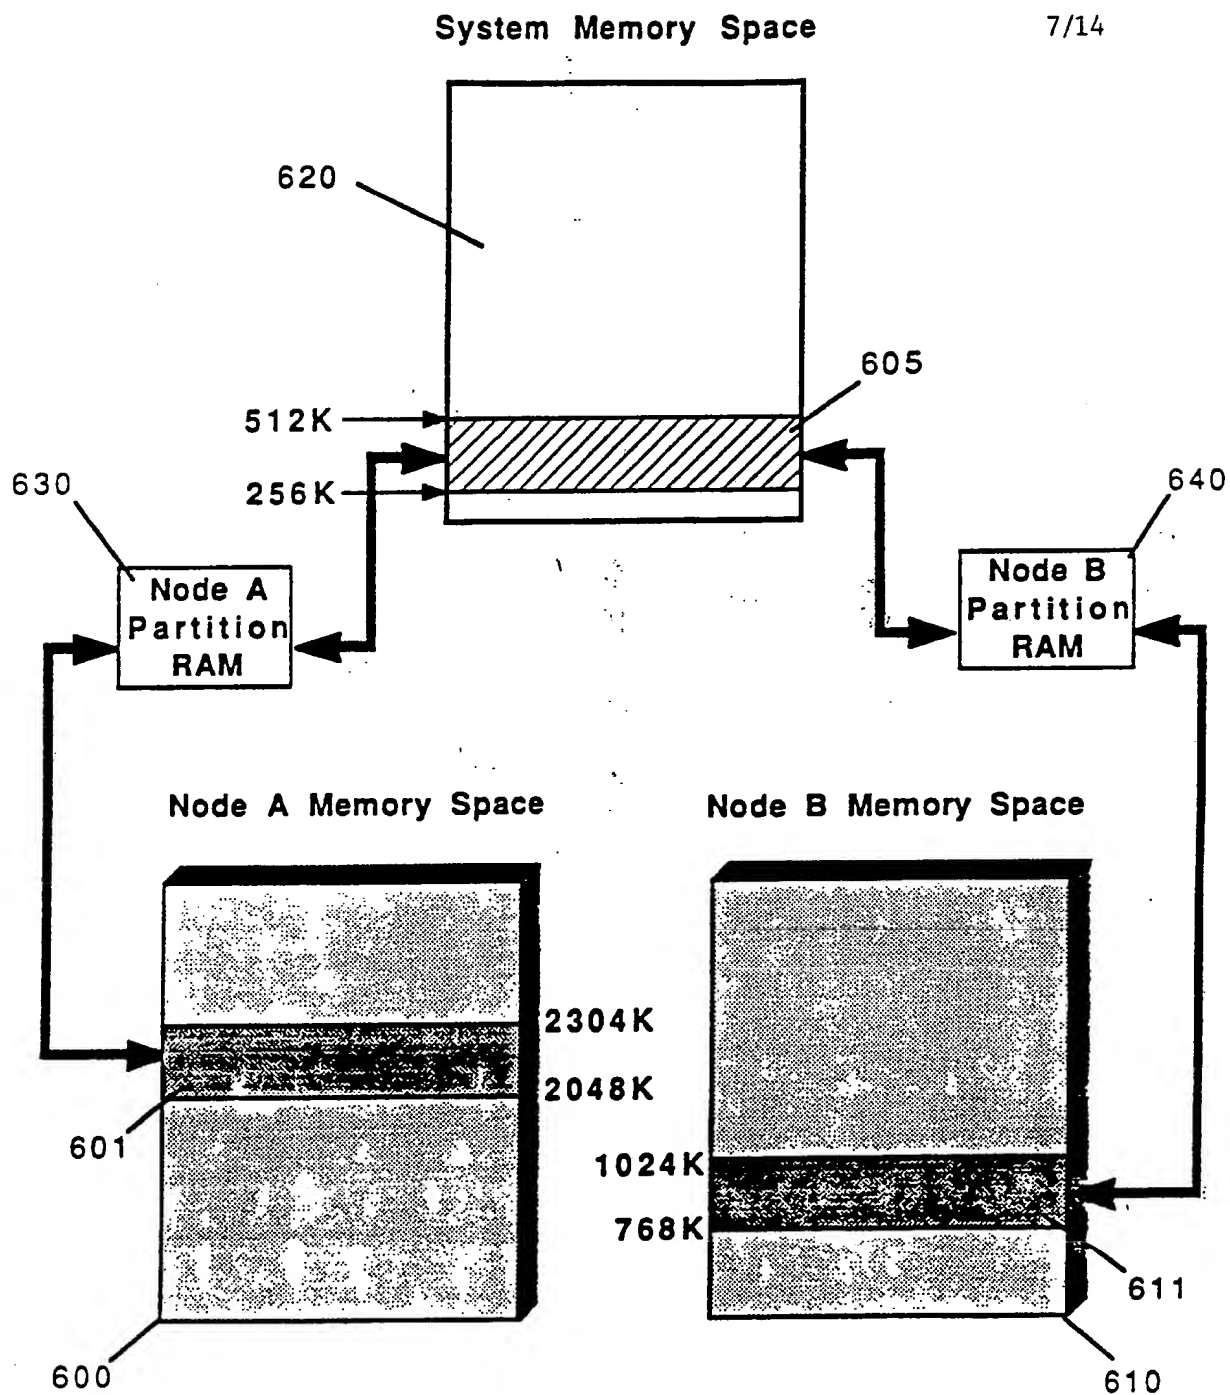 System Memory Space
7/14
620
605
512K
256K
630
640
Node A
Partition
RAM
Node B
Partition
RAM
Node A Memory Space
Node B Memory Space
2304K
2048K
601
1024K
768K
611
600
610